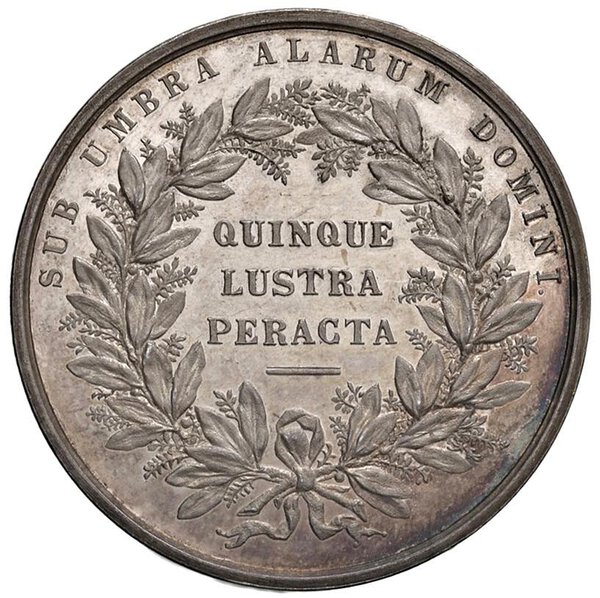 SUB UMBRA ALARUM DOMINI.
QUINQUE
LUSTRA
PERACTA